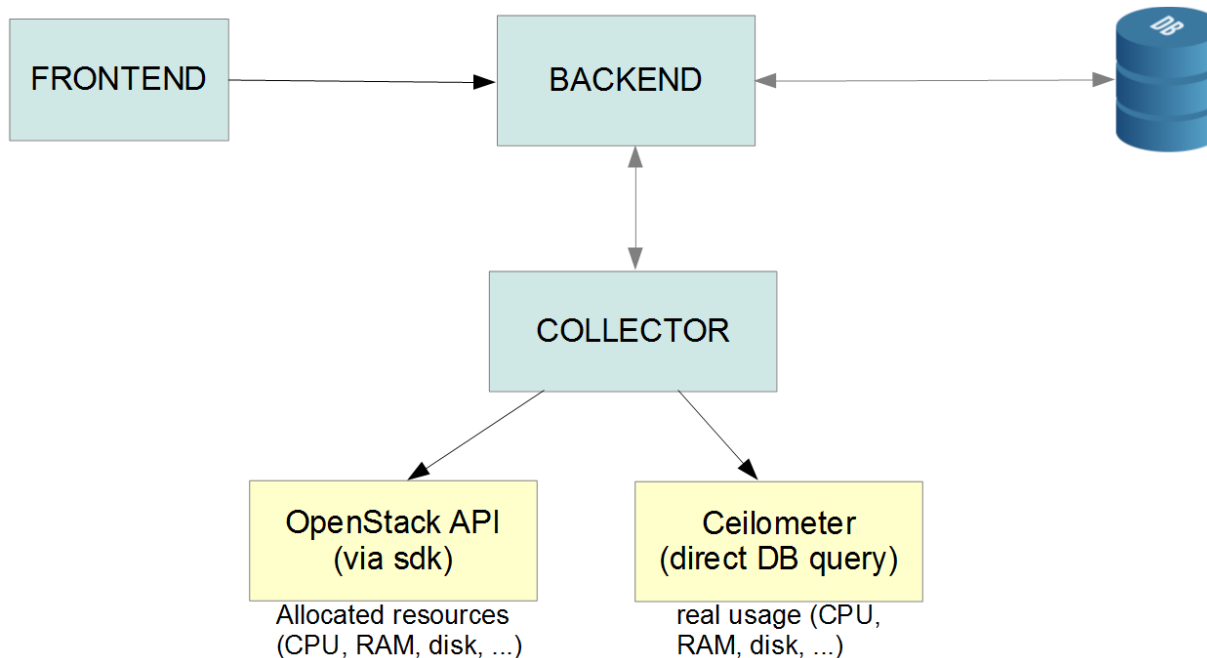 FRONTEND
BACKEND
DB
COLLECTOR
OpenStack API
(via sdk)
Ceilometer
(direct DB query)
Allocated resources
(CPU, RAM, disk, ...)
real usage (CPU,
RAM, disk, ...)